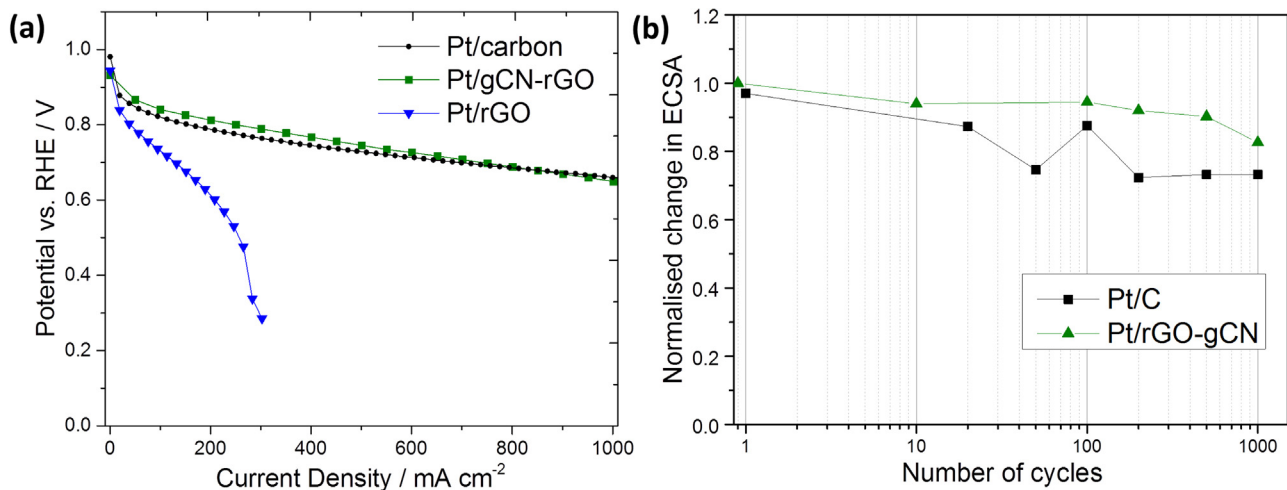 (a)
Pt/carbon
Pt/gCN-rGO
Pt/rGO
Potential vs. RHE / V
1.0
0.8
0.6
0.4
0.2
0.0
0
200
400
600
800
1000
Current Density / mA cm⁻²
(b)
Normalised change in ECSA
1.2
1.0
0.8
0.6
0.4
0.2
0.0
Pt/C
Pt/rGO-gCN
1
10
100
1000
Number of cycles